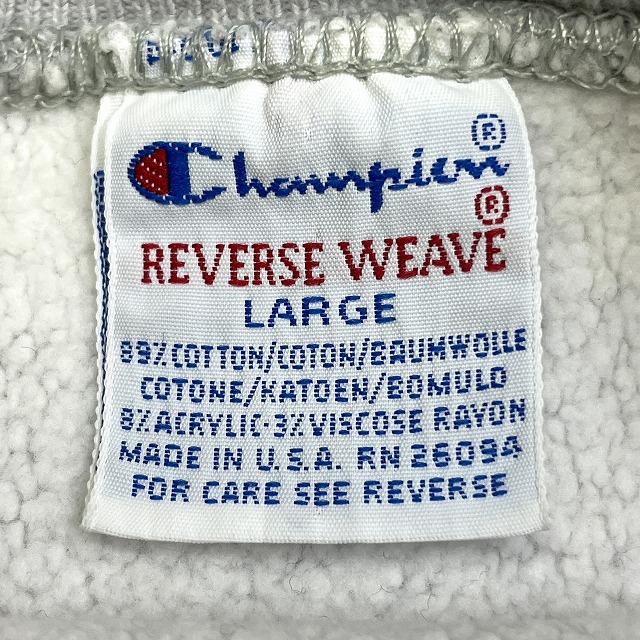 Champion®
REVERSE WEAVE®
LARGE
89% COTTON/COTON/BAUMWOLLE
COTONE/KATOEN/BOMULD
8% ACRYLIC·3% VISCOSE RAYON
MADE IN U.S.A. RN 26094
FOR CARE SEE REVERSE